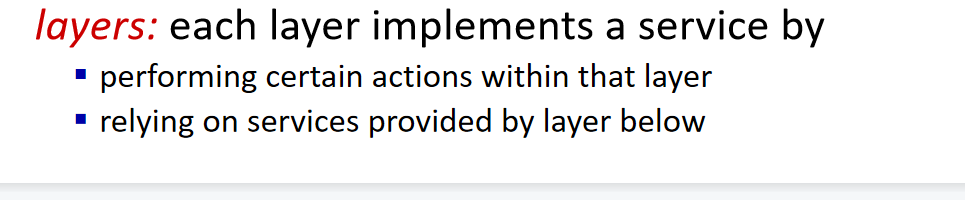 layers: each layer implements a service by
▪ performing certain actions within that layer
▪ relying on services provided by layer below